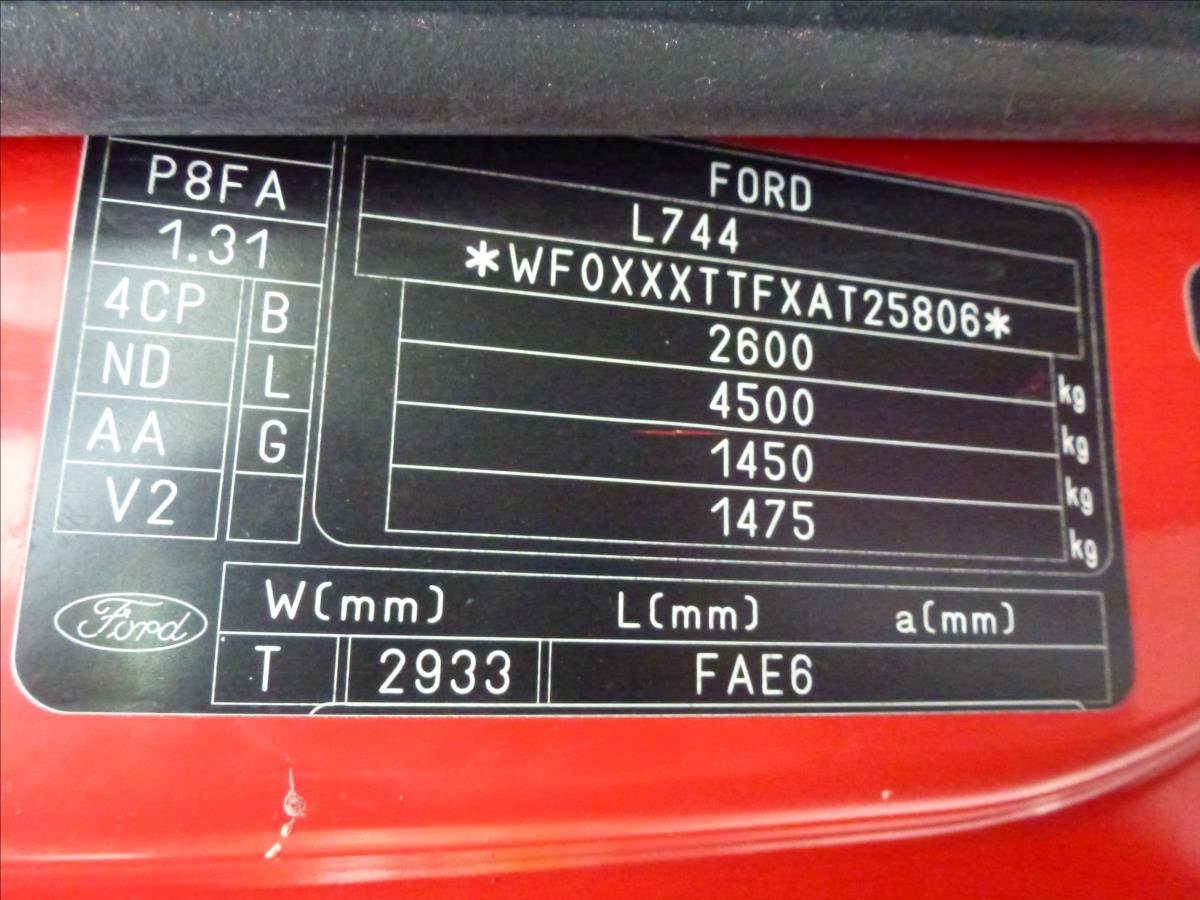 P8FA
1.31
4CP B
ND L
AA G
V2
FORD
L744
*WF0XXXTTFXAT25806*
2600 kg
4500 kg
1450 kg
1475 kg
Ford
W(mm) L(mm) a(mm)
T 2933 FAE6